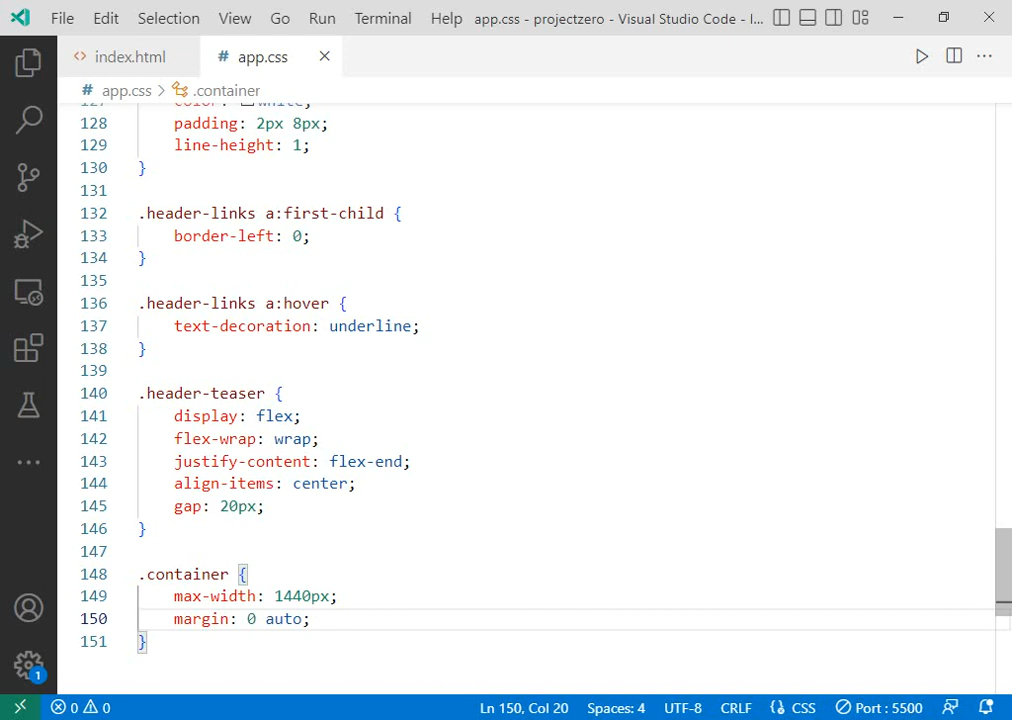 File Edit Selection View Go Run Terminal Help app.css - projectzero - Visual Studio Code - I...
<> index.html # app.css ×
# app.css > .container
127 color: white;
128 padding: 2px 8px;
129 line-height: 1;
130 }
131
132 .header-links a:first-child {
133 border-left: 0;
134 }
135
136 .header-links a:hover {
137 text-decoration: underline;
138 }
139
140 .header-teaser {
141 display: flex;
142 flex-wrap: wrap;
143 justify-content: flex-end;
144 align-items: center;
145 gap: 20px;
146 }
147
148 .container {
149 max-width: 1440px;
150 margin: 0 auto;
151 }
1
0 0 Ln 150, Col 20 Spaces: 4 UTF-8 CRLF {} CSS Port : 5500